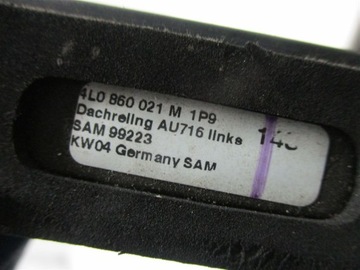 4L0 860 021 M 1P9
Dachreling AU716 links
SAM 99223
KW04 Germany SAM